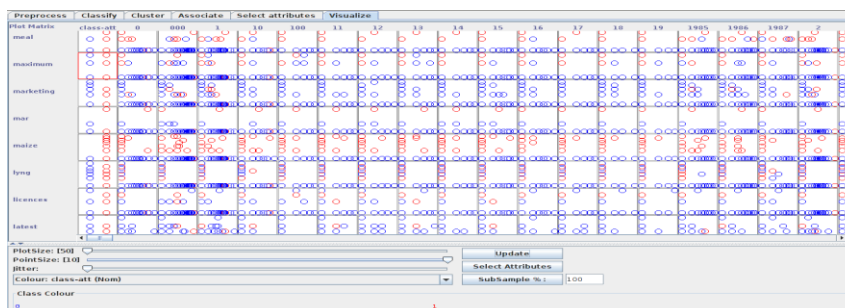 Preprocess Classify Cluster Associate Select attributes Visualize
Plot Matrix class-att 0 000 1 10 100 11 12 13 14 15 16 17 18 19 1985 1986 1987 2
meal
maximum
marketing
mar
maize
lyng
licences
latest
PlotSize: [50]
PointSize: [10]
Jitter:
Update
Select Attributes
Colour: class-att (Nom)
SubSample % :
100
Class Colour
0 1